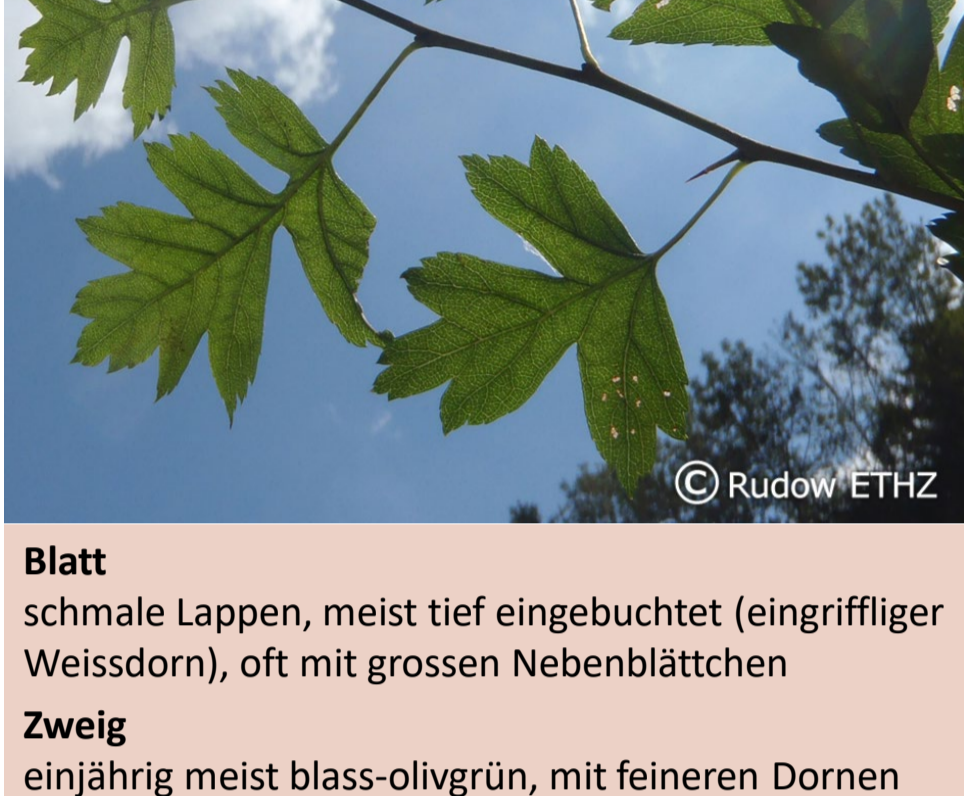 © Rudow ETHZ
Blatt
schmale Lappen, meist tief eingebuchtet (eingriffliger
Weissdorn), oft mit grossen Nebenblättchen
Zweig
einjährig meist blass-olivgrün, mit feineren Dornen